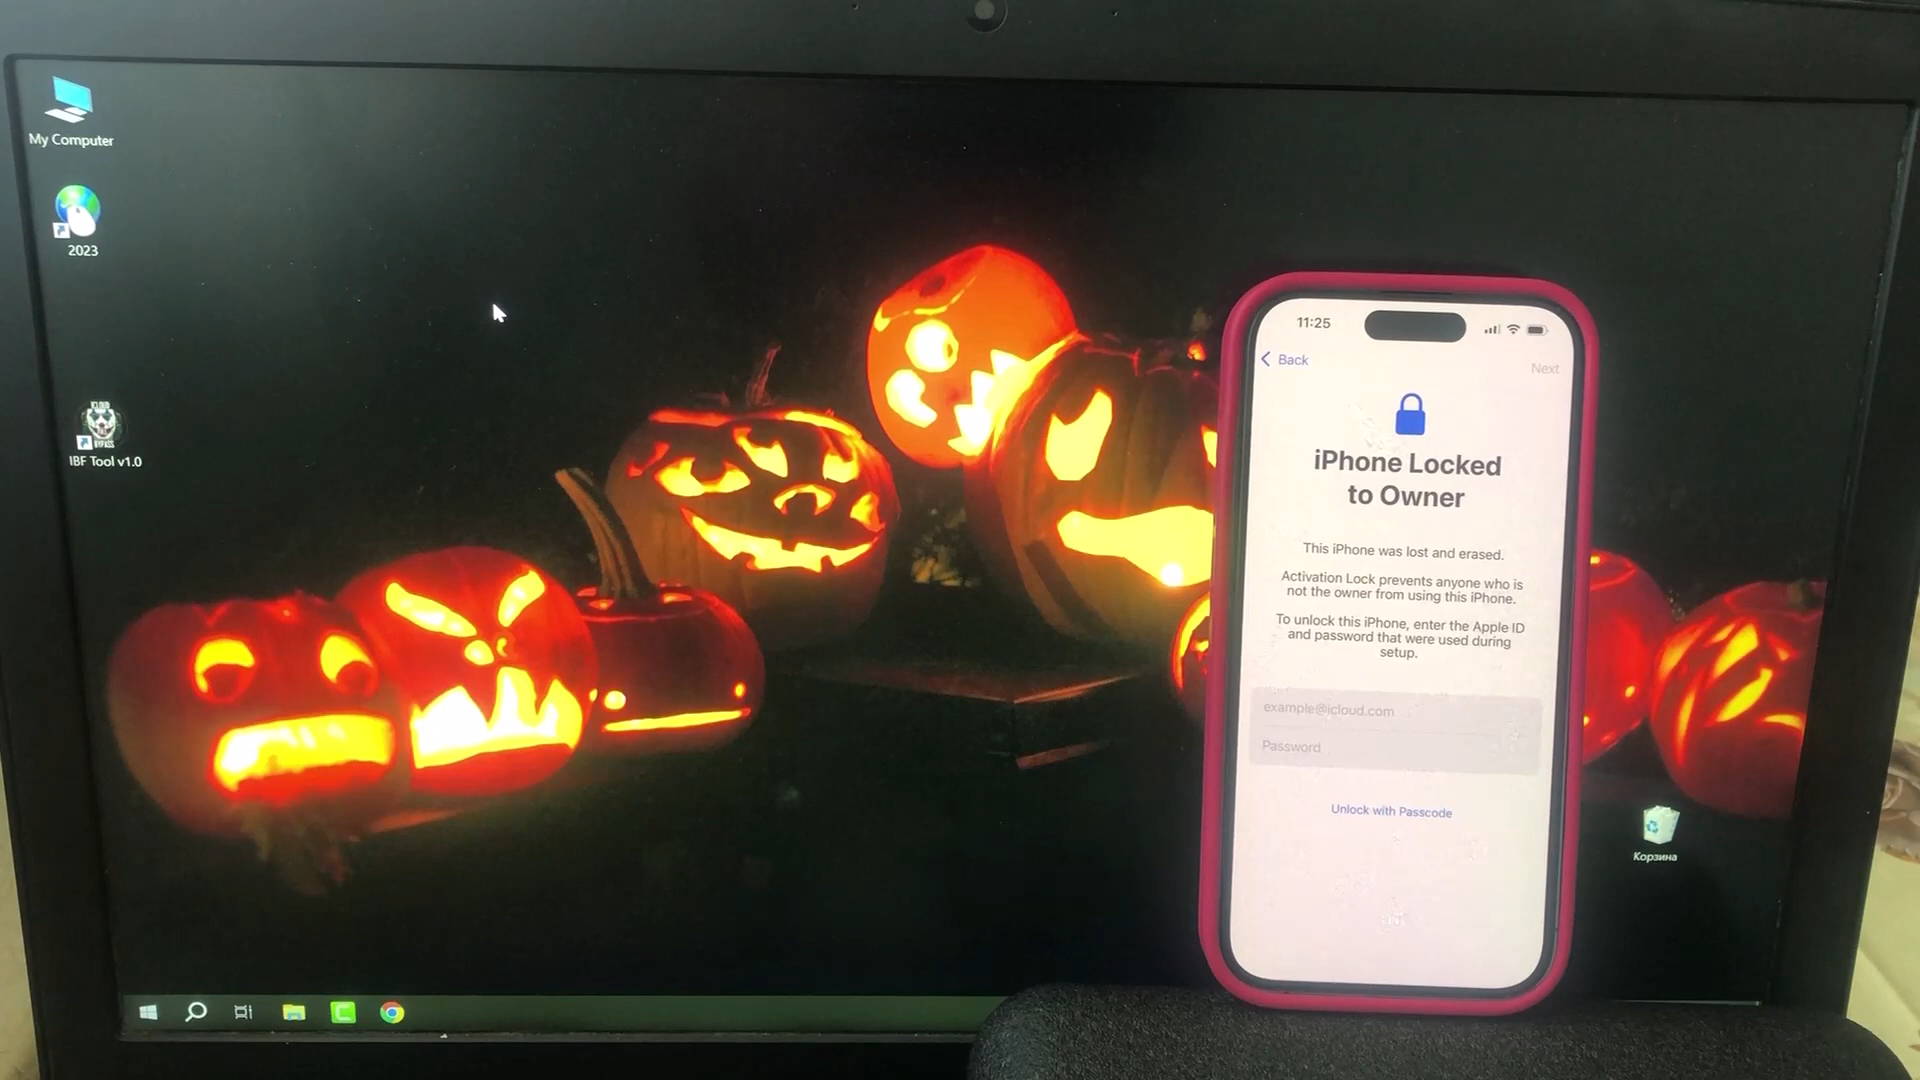 My Computer
2023
ICLOUD
BYPASS
IBF Tool v1.0
11:25
Back
Next
iPhone Locked
to Owner
This iPhone was lost and erased.
Activation Lock prevents anyone who is
not the owner from using this iPhone.
To unlock this iPhone, enter the Apple ID
and password that were used during
setup.
example@icloud.com
Password
Unlock with Passcode
Корзина